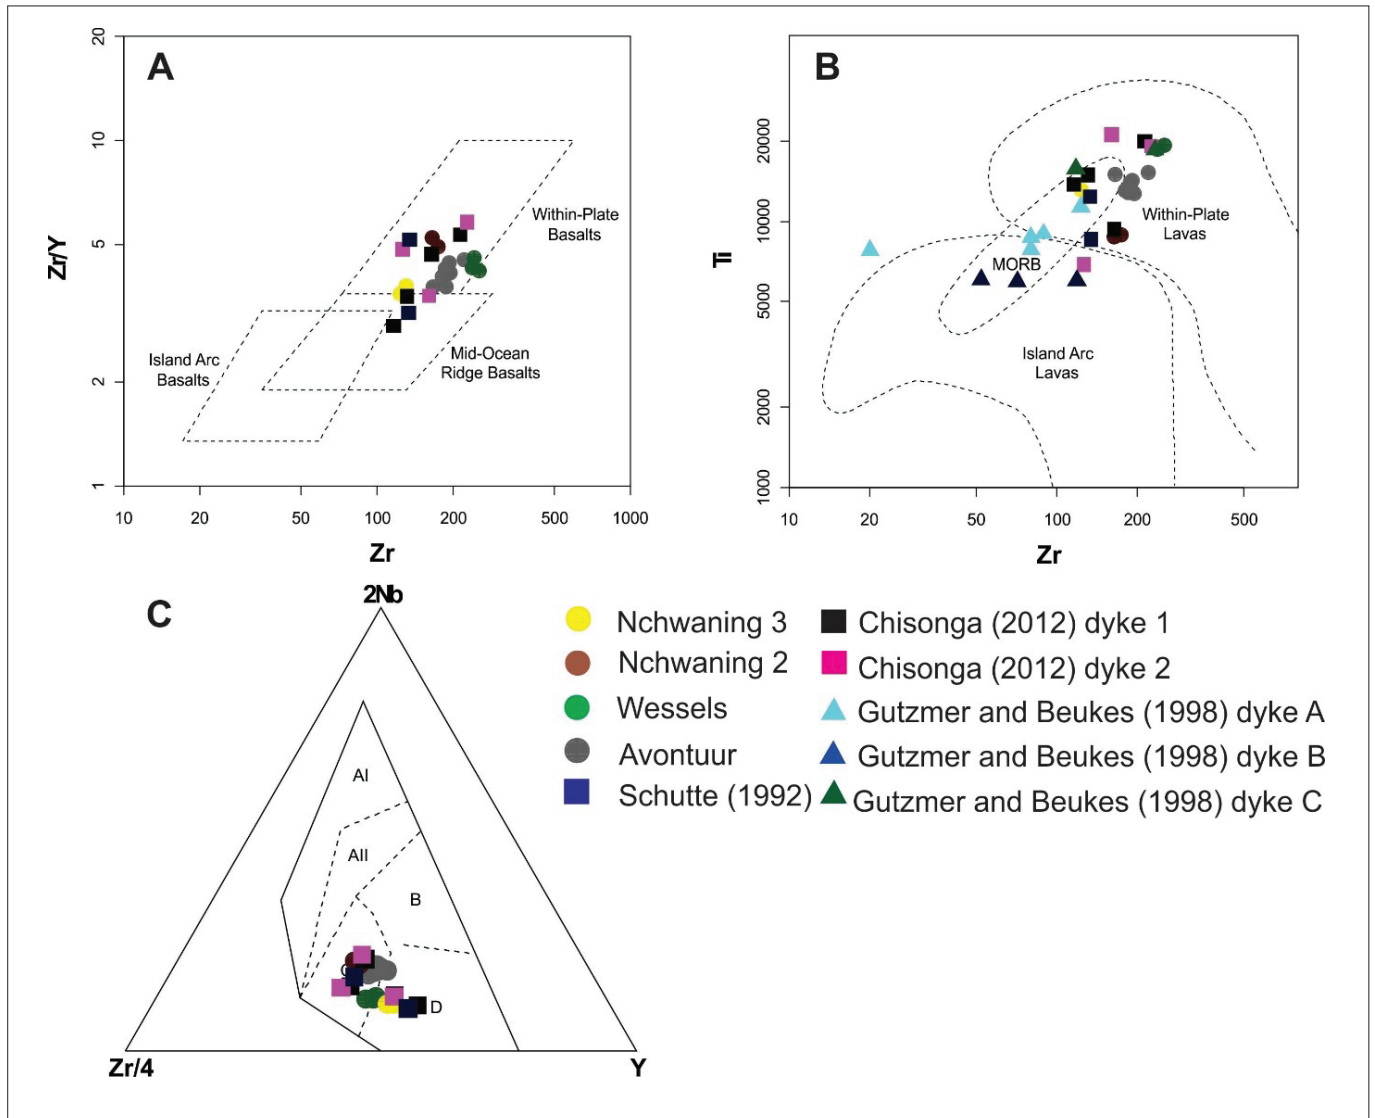 A
20
10
5
2
1
Zr/Y
Within-Plate
Basalts
Island Arc
Basalts
Mid-Ocean
Ridge Basalts
10 20 50 100 200 500 1000
Zr
B
20000
10000
5000
2000
1000
Ti
Within-Plate
Lavas
MORB
Island Arc
Lavas
10 20 50 100 200 500
Zr
C
2Nb
AI
AII
B
D
Zr/4
Y
Nchwaning 3
Nchwaning 2
Wessels
Avontuur
Schutte (1992)
Chisonga (2012) dyke 1
Chisonga (2012) dyke 2
Gutzmer and Beukes (1998) dyke A
Gutzmer and Beukes (1998) dyke B
Gutzmer and Beukes (1998) dyke C